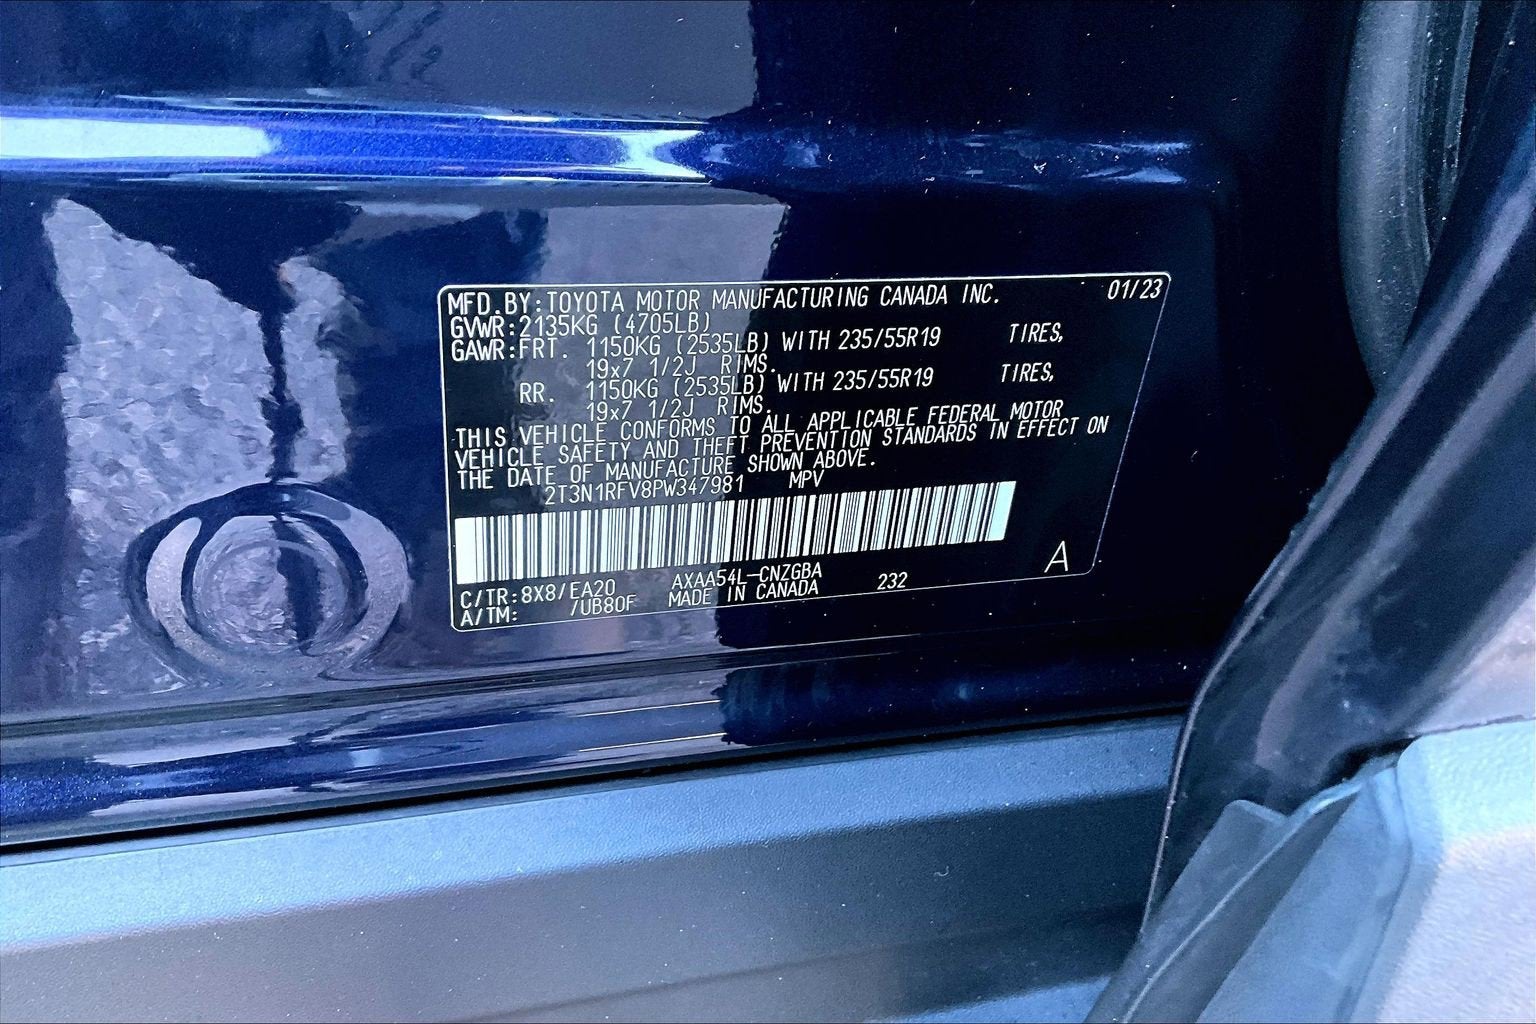 MFD.BY:TOYOTA MOTOR MANUFACTURING CANADA INC. 01/23
GVWR:2135KG (4705LB)
GAWR:FRT. 1150KG (2535LB) WITH 235/55R19 TIRES,
19x7 1/2J RIMS.
RR. 1150KG (2535LB) WITH 235/55R19 TIRES,
19x7 1/2J RIMS.
THIS VEHICLE CONFORMS TO ALL APPLICABLE FEDERAL MOTOR
VEHICLE SAFETY AND THEFT PREVENTION STANDARDS IN EFFECT ON
THE DATE OF MANUFACTURE SHOWN ABOVE.
2T3N1RFV8PW347981 MPV
C/TR:8X8/EA20 AXAA54L-CNZGBA 232 A
A/TM: /UB80F MADE IN CANADA